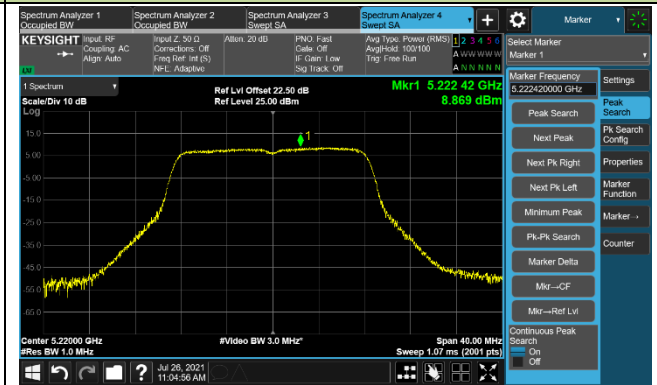 Spectrum Analyzer 1
Occupied BW
Spectrum Analyzer 2
Occupied BW
Spectrum Analyzer 3
Swept SA
Spectrum Analyzer 4
Swept SA
Marker
KEYSIGHT
Input: RF
Coupling: AC
Align: Auto
Input Z: 50 Ω
Corrections: Off
Freq Ref: Int (S)
NFE: Adaptive
Atten: 20 dB
PNO: Fast
Gate: Off
IF Gain: Low
Sig Track: Off
Avg Type: Power (RMS)
Avg|Hold: 100/100
Trig: Free Run
1 2 3 4 5 6
A W W W W W
A N N N N N
LVI
Select Marker
Marker 1
1 Spectrum
Scale/Div 10 dB
Log
Ref Lvl Offset 22.50 dB
Ref Level 25.00 dBm
Mkr1 5.222 42 GHz
8.869 dBm
15.0
5.00
-5.00
-15.0
-25.0
-35.0
-45.0
-55.0
-65.0
1
Center 5.22000 GHz
#Res BW 1.0 MHz
#Video BW 3.0 MHz*
Span 40.00 MHz
Sweep 1.07 ms (2001 pts)
Marker Frequency
5.222420000 GHz
Peak Search
Next Peak
Next Pk Right
Next Pk Left
Minimum Peak
Pk-Pk Search
Marker Delta
Mkr→CF
Mkr→Ref Lvl
Continuous Peak
Search
On
Off
Settings
Peak
Search
Pk Search
Config
Properties
Marker
Function
Marker→
Counter
Jul 26, 2021
11:04:56 AM